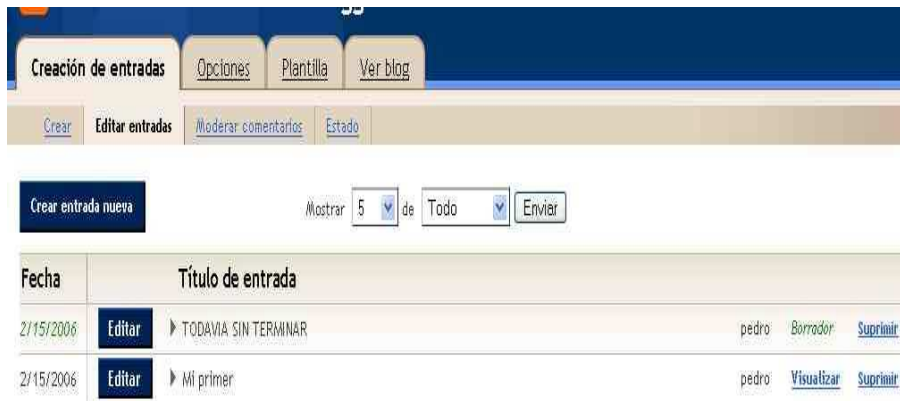 Creación de entradas Opciones Plantilla Ver blog
Crear Editar entradas Moderar comentarios Estado
Crear entrada nueva Mostrar 5 de Todo Enviar
Fecha Título de entrada
2/15/2006 Editar TODAVIA SIN TERMINAR pedro Borrador Suprimir
2/15/2006 Editar Mi primer pedro Visualizar Suprimir